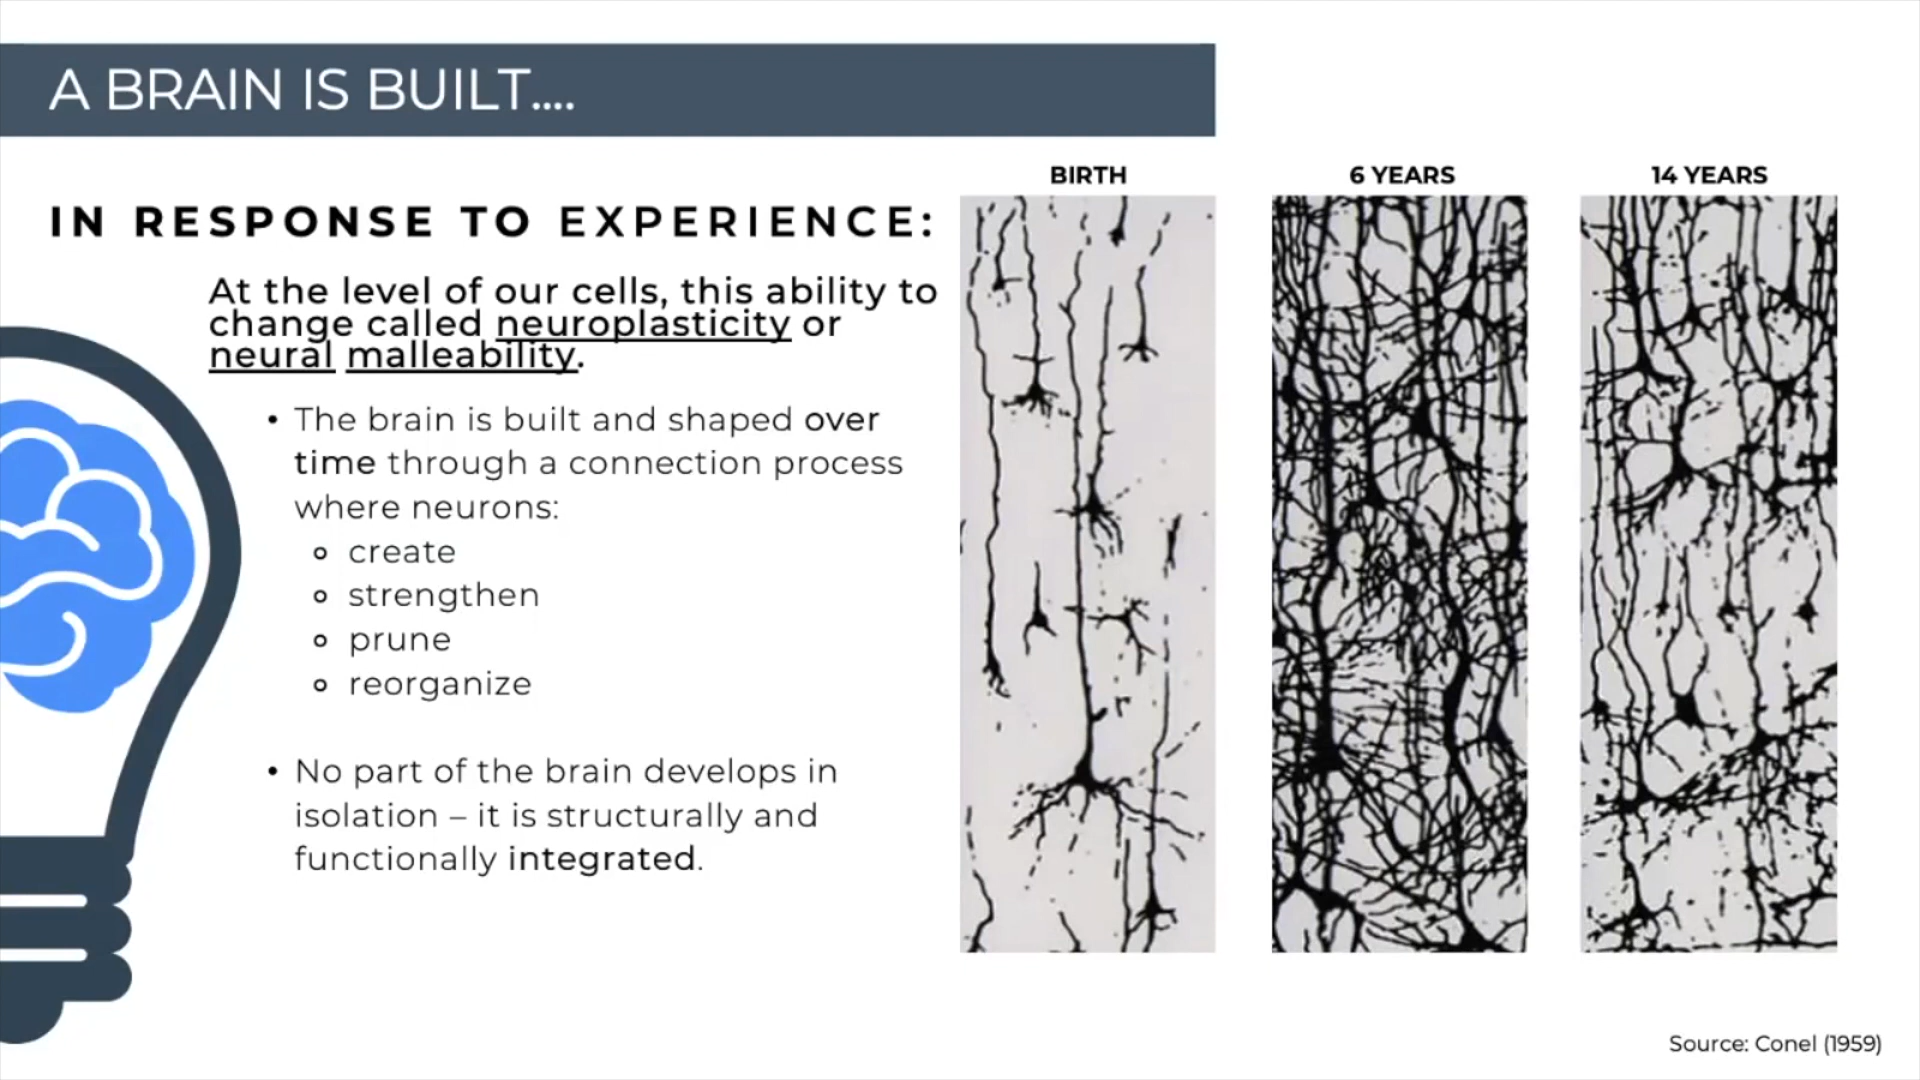 A BRAIN IS BUILT....
IN RESPONSE TO EXPERIENCE:
At the level of our cells, this ability to
change called neuroplasticity or
neural malleability.
• The brain is built and shaped over
time through a connection process
where neurons:
o create
o strengthen
o prune
o reorganize
• No part of the brain develops in
isolation – it is structurally and
functionally integrated.
BIRTH
6 YEARS
14 YEARS
Source: Conel (1959)